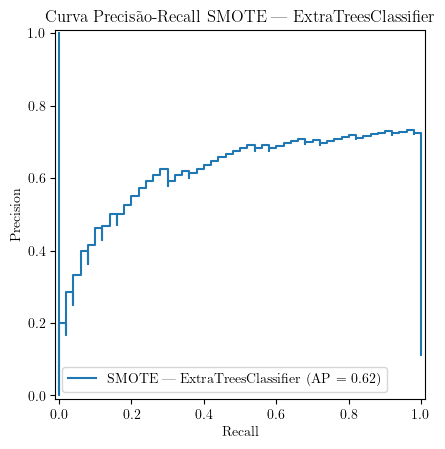 Curva Precisão-Recall SMOTE — ExtraTreesClassifier
1.0
0.8
0.6
0.4
0.2
0.0
Precision
SMOTE — ExtraTreesClassifier (AP = 0.62)
0.0 0.2 0.4 0.6 0.8 1.0
Recall